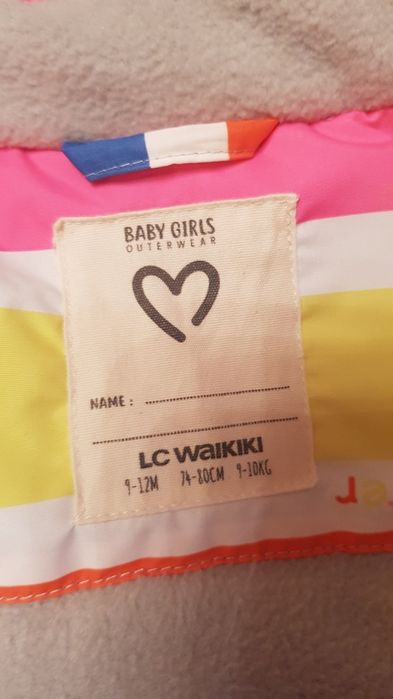 BABY GIRLS
OUTERWEAR
NAME :
LC WAIKIKI
9-12M 74-80CM 9-10KG